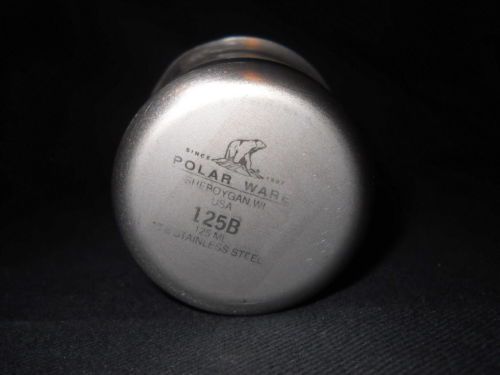 SINCE 1907
POLAR WARE
SHEBOYGAN, WI
USA
125B
125 ML
STAINLESS STEEL